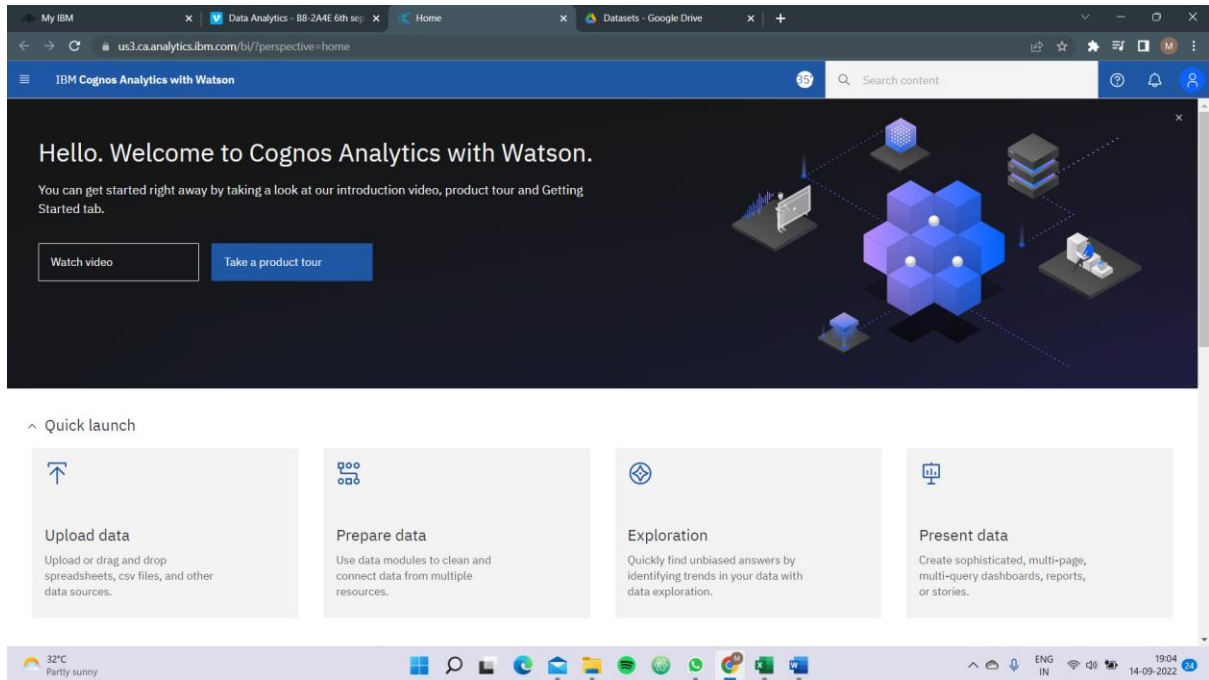 My IBM
Data Analytics - B8-2A4E 6th sep
Home
Datasets - Google Drive
us3.ca.analytics.ibm.com/bi/?perspective=home
M
IBM Cognos Analytics with Watson
35
Search content
Hello. Welcome to Cognos Analytics with Watson.
You can get started right away by taking a look at our introduction video, product tour and Getting
Started tab.
Watch video
Take a product tour
Quick launch
Upload data
Upload or drag and drop
spreadsheets, csv files, and other
data sources.
Prepare data
Use data modules to clean and
connect data from multiple
resources.
Exploration
Quickly find unbiased answers by
identifying trends in your data with
data exploration.
Present data
Create sophisticated, multi-page,
multi-query dashboards, reports,
or stories.
32°C
Partly sunny
ENG
IN
19:04
14-09-2022
24